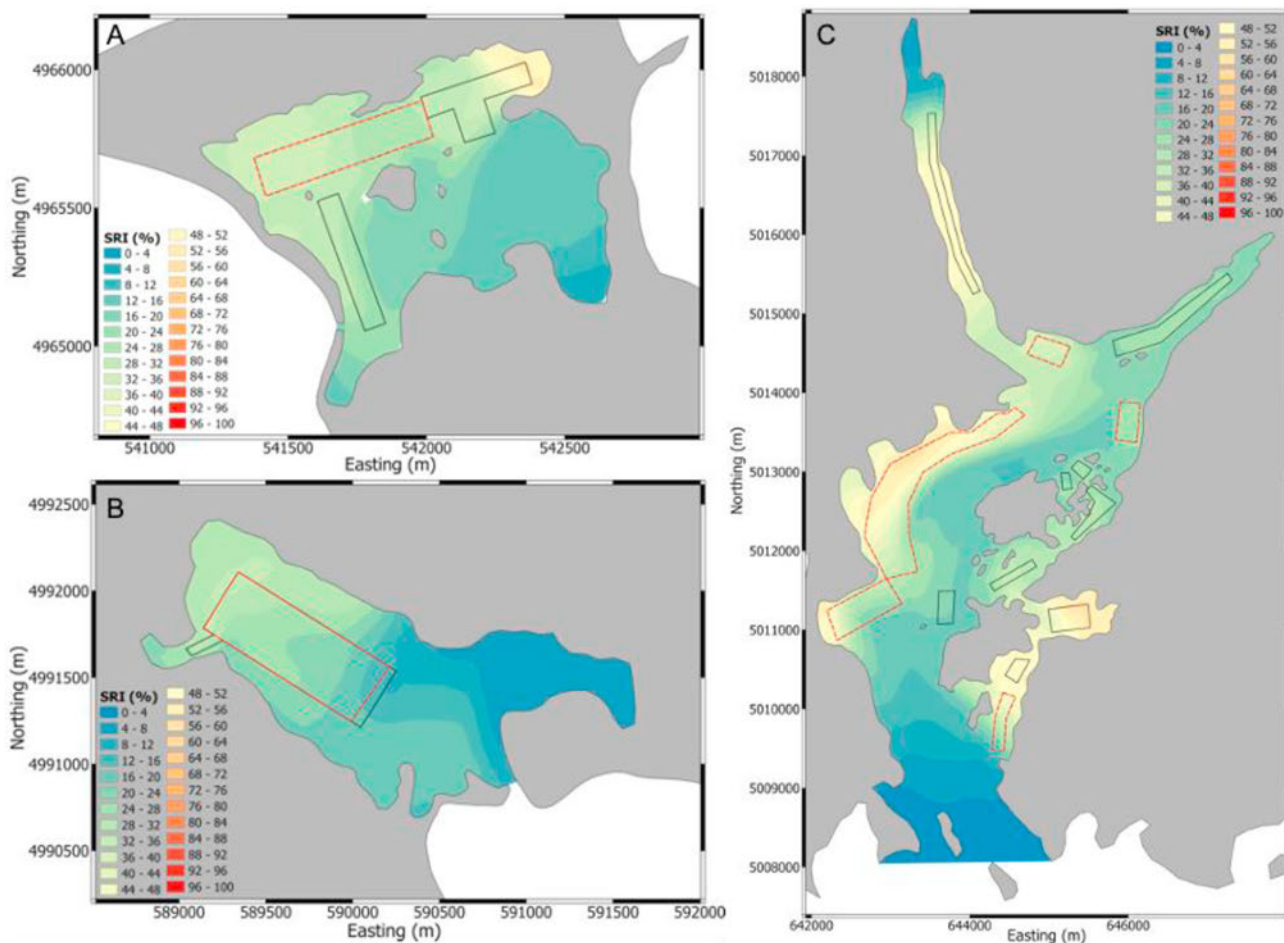 A
4966000
4965500
4965000
Northing (m)
SRI (%)
0 - 4
4 - 8
8 - 12
12 - 16
16 - 20
20 - 24
24 - 28
28 - 32
32 - 36
36 - 40
40 - 44
44 - 48
48 - 52
52 - 56
56 - 60
60 - 64
64 - 68
68 - 72
72 - 76
76 - 80
80 - 84
84 - 88
88 - 92
92 - 96
96 - 100
541000 541500 542000 542500
Easting (m)
B
4992500
4992000
4991500
4991000
4990500
Northing (m)
SRI (%)
0 - 4
4 - 8
8 - 12
12 - 16
16 - 20
20 - 24
24 - 28
28 - 32
32 - 36
36 - 40
40 - 44
44 - 48
48 - 52
52 - 56
56 - 60
60 - 64
64 - 68
68 - 72
72 - 76
76 - 80
80 - 84
84 - 88
88 - 92
92 - 96
96 - 100
589000 589500 590000 590500 591000 591500 592000
Easting (m)
C
SRI (%)
0 - 4
4 - 8
8 - 12
12 - 16
16 - 20
20 - 24
24 - 28
28 - 32
32 - 36
36 - 40
40 - 44
44 - 48
48 - 52
52 - 56
56 - 60
60 - 64
64 - 68
68 - 72
72 - 76
76 - 80
80 - 84
84 - 88
88 - 92
92 - 96
96 - 100
5018000
5017000
5016000
5015000
5014000
5013000
5012000
5011000
5010000
5009000
5008000
Northing (m)
642000 644000 646000
Easting (m)